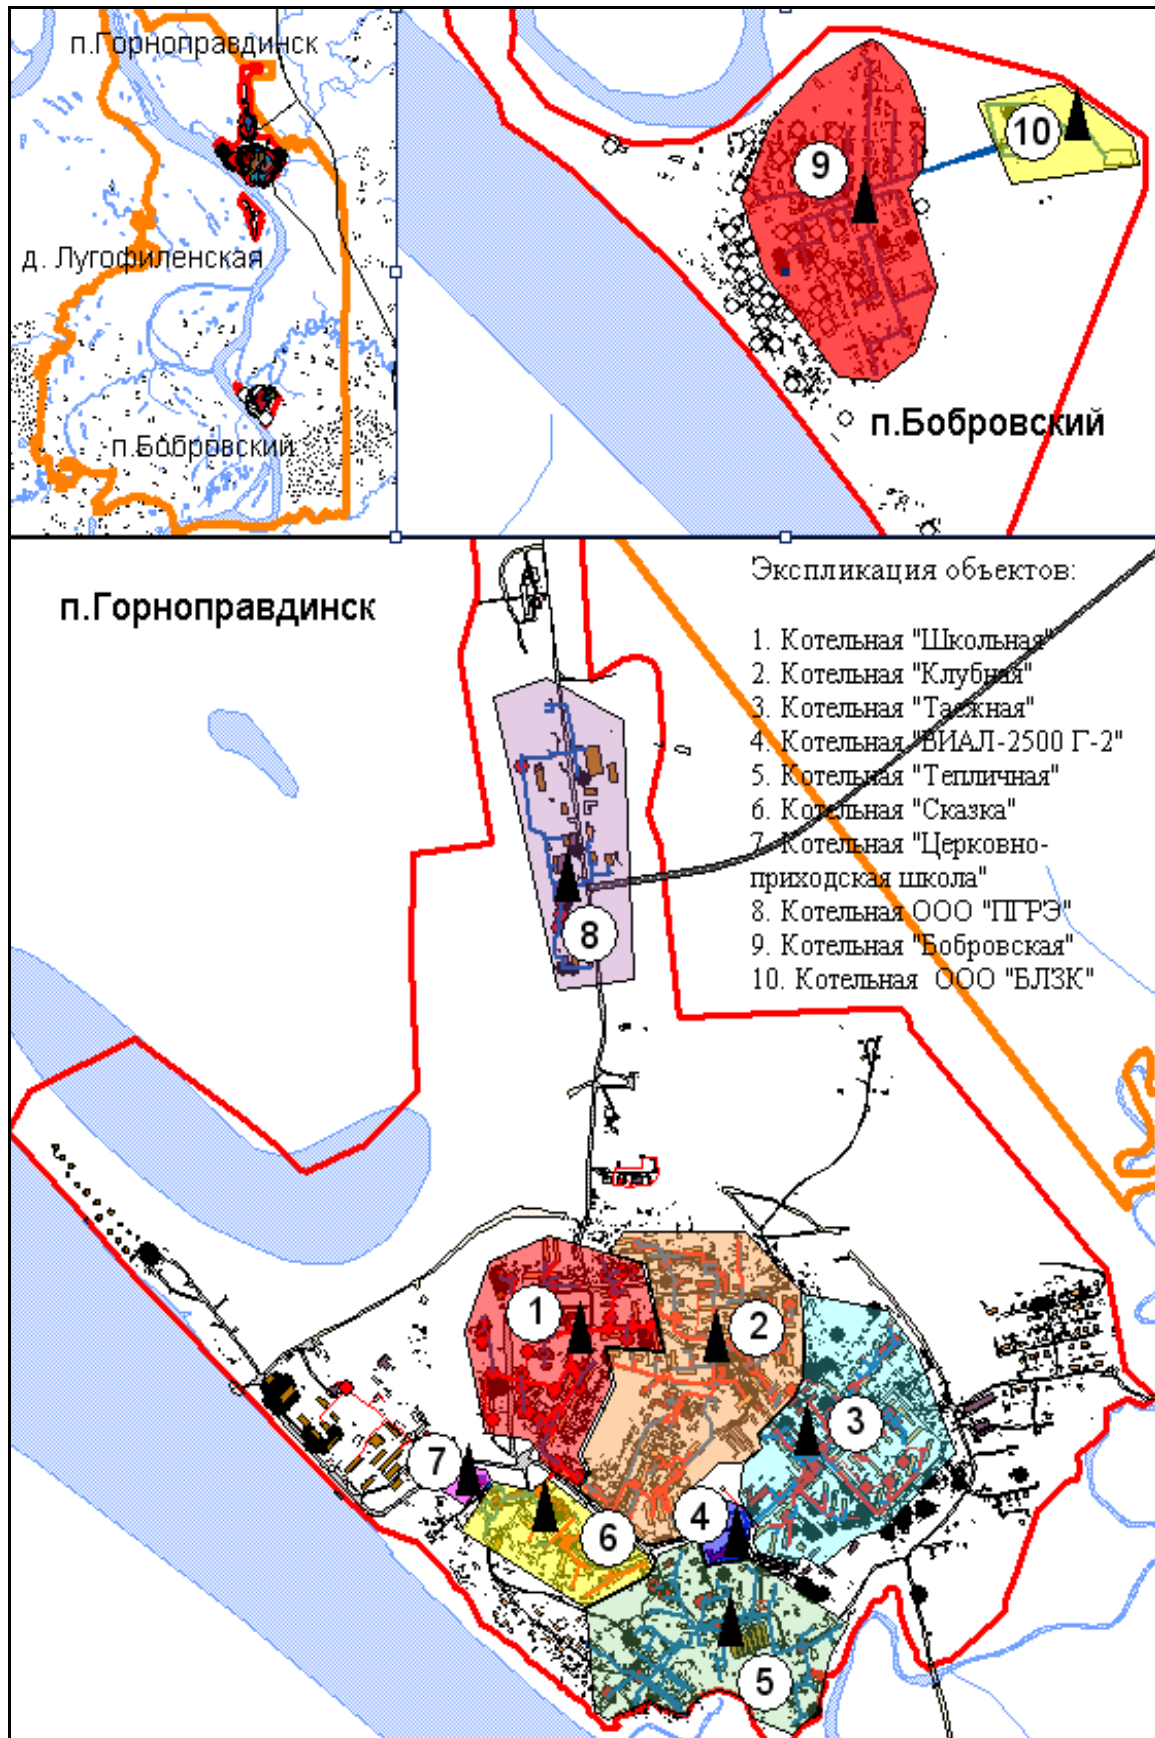 п.Горноправдинск
д. Лугофиленская
п.Бобровский
9
10
п.Бобровский
п.Горноправдинск
Экспликация объектов:
1. Котельная "Школьная"
2. Котельная "Клубная"
3. Котельная "Таежная"
4. Котельная "ВИАЛ-2500 Г-2"
5. Котельная "Тепличная"
6. Котельная "Сказка"
7. Котельная "Церковно-
приходская школа"
8. Котельная ООО "ПГРЭ"
9. Котельная "Бобровская"
10. Котельная ООО "БЛЗК"
8
1
2
3
7
4
6
5